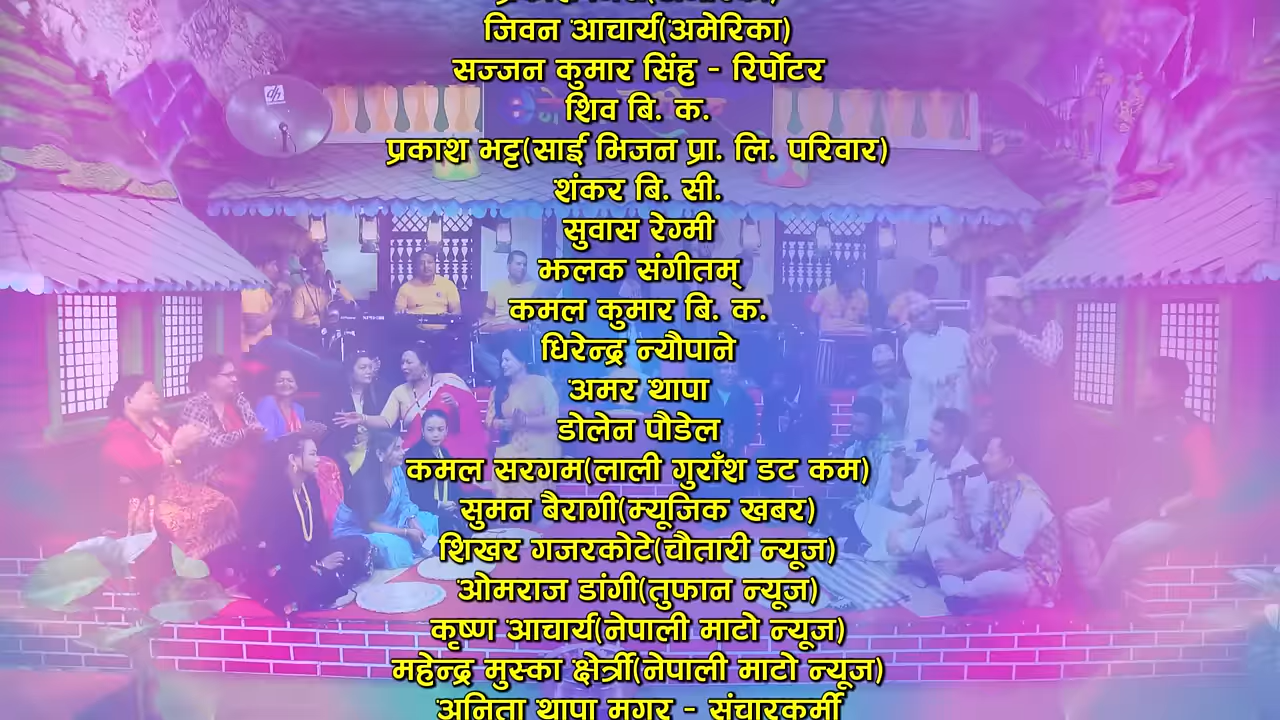 जिवन आचार्य(अमेरिका)
सज्जन कुमार सिंह - रिर्पोटर
शिव बि. क.
प्रकाश भट्ट(साई भिजन प्रा. लि. परिवार)
शंकर बि. सी.
सुवास रेग्मी
झलक संगीतम्
कमल कुमार बि. क.
धिरेन्द्र न्यौपाने
अमर थापा
डोलेन पौडेल
कमल सरगम(लाली गुराँश डट कम)
सुमन बैरागी(म्यूजिक खबर)
शिखर गजरकोटे(चौतारी न्यूज)
ओमराज डांगी(तुफान न्यूज)
कृष्ण आचार्य(नेपाली माटो न्यूज)
महेन्द्र मुस्का क्षेर्त्री(नेपाली माटो न्यूज)
अनिता थापा मगर - संचारकर्मी